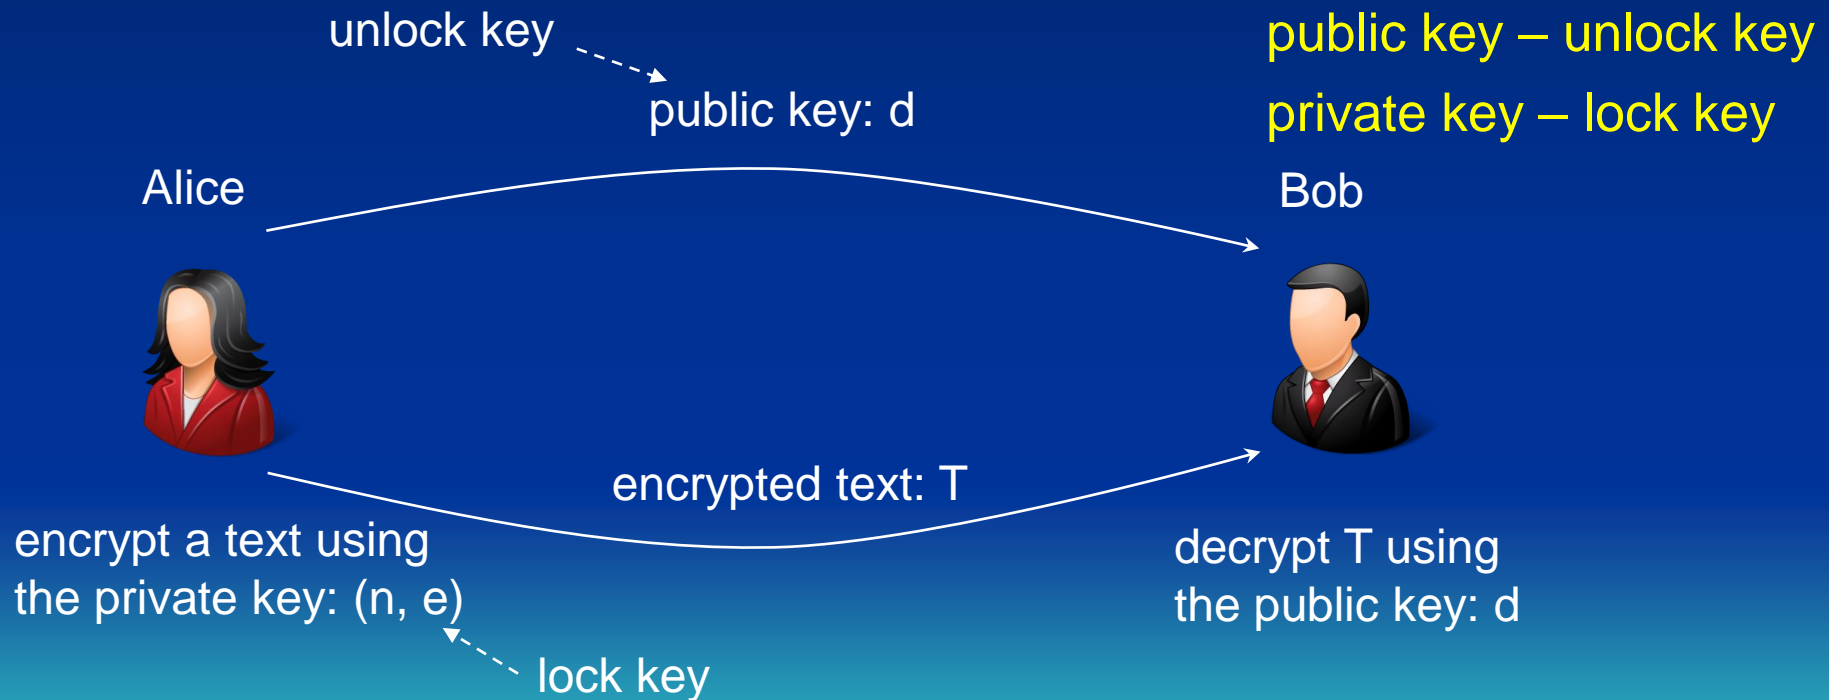 unlock key
public key: d
public key – unlock key
private key – lock key
Alice
Bob
encrypted text: T
encrypt a text using
the private key: (n, e)
lock key
decrypt T using
the public key: d